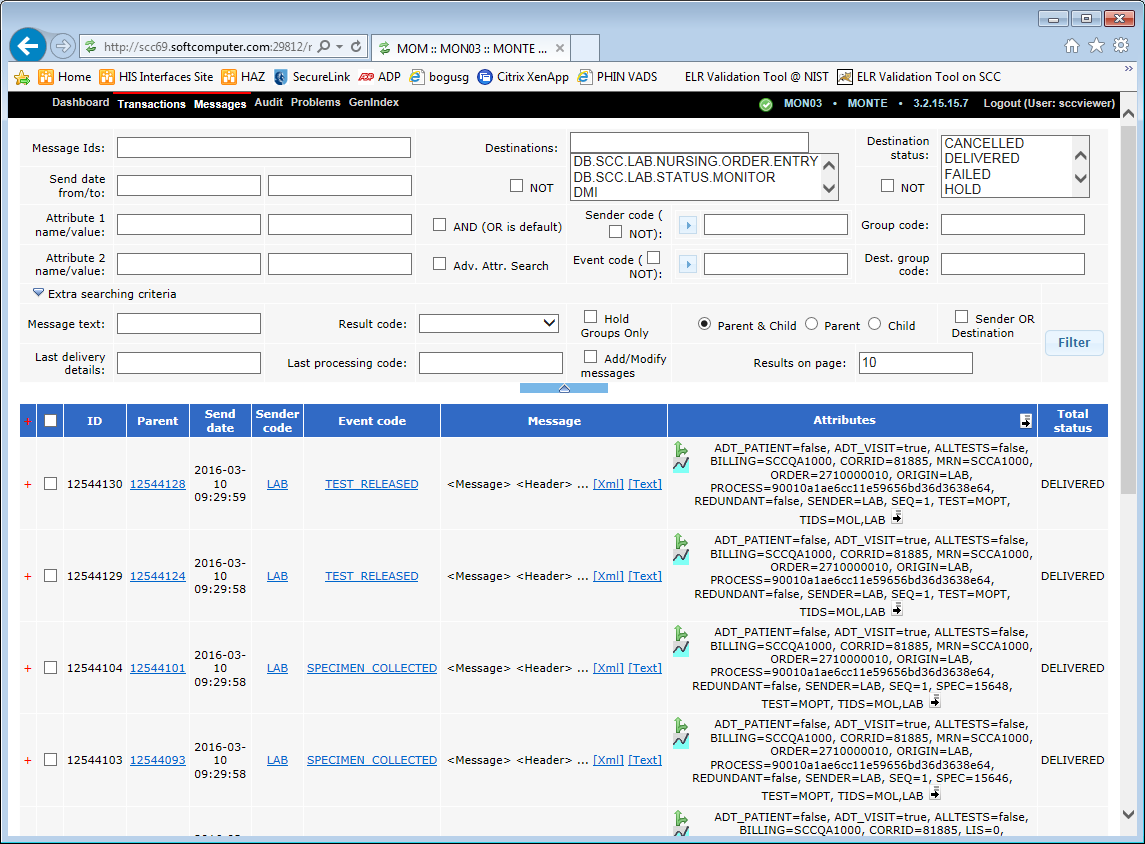 http://scc69.softcomputer.com:29812/r
MOM :: MON03 :: MONTE ...
Home HIS Interfaces Site HAZ SecureLink ADP bogusg Citrix XenApp PHIN VADS ELR Validation Tool @ NIST ELR Validation Tool on SCC
Dashboard Transactions Messages Audit Problems GenIndex MON03 • MONTE • 3.2.15.15.7 Logout (User: sccviewer)
Message Ids:
Destinations:
DB.SCC.LAB.NURSING.ORDER.ENTRY
DB.SCC.LAB.STATUS.MONITOR
DMI
Destination
status:
NOT
CANCELLED
DELIVERED
FAILED
HOLD
Send date
from/to:
NOT
Attribute 1
name/value:
AND (OR is default)
Sender code (
NOT):
Group code:
Attribute 2
name/value:
Adv. Attr. Search
Event code (
NOT):
Dest. group
code:
Extra searching criteria
Message text:
Result code:
Hold
Groups Only
Parent & Child Parent Child
Sender OR
Destination
Filter
Last delivery
details:
Last processing code:
Add/Modify
messages
Results on page: 10
+ ID Parent Send
date Sender
code Event code Message Attributes Total
status
+ 12544130 12544128 2016-03-
10
09:29:59 LAB TEST_RELEASED <Message> <Header> ... [Xml] [Text]
ADT_PATIENT=false, ADT_VISIT=true, ALLTESTS=false,
BILLING=SCCQA1000, CORRID=81885, MRN=SCCA1000,
ORDER=2710000010, ORIGIN=LAB,
PROCESS=90010a1ae6cc11e59656bd36d3638e64,
REDUNDANT=false, SENDER=LAB, SEQ=1, TEST=MOPT,
TIDS=MOL,LAB
DELIVERED
+ 12544129 12544124 2016-03-
10
09:29:58 LAB TEST_RELEASED <Message> <Header> ... [Xml] [Text]
ADT_PATIENT=false, ADT_VISIT=true, ALLTESTS=false,
BILLING=SCCQA1000, CORRID=81885, MRN=SCCA1000,
ORDER=2710000010, ORIGIN=LAB,
PROCESS=90010a1ae6cc11e59656bd36d3638e64,
REDUNDANT=false, SENDER=LAB, SEQ=1, TEST=MOPT,
TIDS=MOL,LAB
DELIVERED
+ 12544104 12544101 2016-03-
10
09:29:58 LAB SPECIMEN_COLLECTED <Message> <Header> ... [Xml] [Text]
ADT_PATIENT=false, ADT_VISIT=true, ALLTESTS=false,
BILLING=SCCQA1000, CORRID=81885, MRN=SCCA1000,
ORDER=2710000010, ORIGIN=LAB,
PROCESS=90010a1ae6cc11e59656bd36d3638e64,
REDUNDANT=false, SENDER=LAB, SEQ=1, SPEC=15648,
TEST=MOPT, TIDS=MOL,LAB
DELIVERED
+ 12544103 12544093 2016-03-
10
09:29:58 LAB SPECIMEN_COLLECTED <Message> <Header> ... [Xml] [Text]
ADT_PATIENT=false, ADT_VISIT=true, ALLTESTS=false,
BILLING=SCCQA1000, CORRID=81885, MRN=SCCA1000,
ORDER=2710000010, ORIGIN=LAB,
PROCESS=90010a1ae6cc11e59656bd36d3638e64,
REDUNDANT=false, SENDER=LAB, SEQ=1, SPEC=15646,
TEST=MOPT, TIDS=MOL,LAB
DELIVERED
ADT_PATIENT=false, ADT_VISIT=true, ALLTESTS=false,
BILLING=SCCQA1000, CORRID=81885, LIS=0,